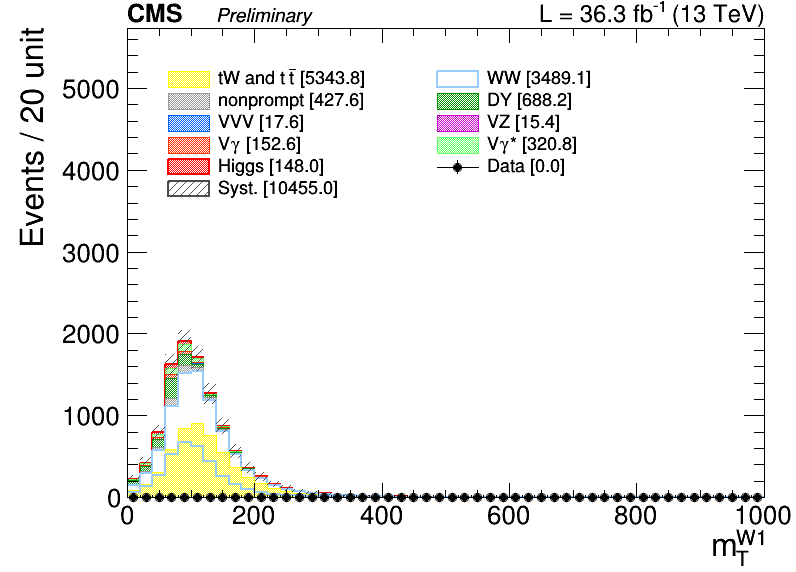 CMS Preliminary L = 36.3 fb⁻¹ (13 TeV)
Events / 20 unit
tW and tt̄ [5343.8] WW [3489.1]
nonprompt [427.6] DY [688.2]
VVV [17.6] VZ [15.4]
Vγ [152.6] Vγ* [320.8]
Higgs [148.0] Data [0.0]
Syst. [10455.0]
5000
4000
3000
2000
1000
0
0 200 400 600 800 1000
m_T^{W1}